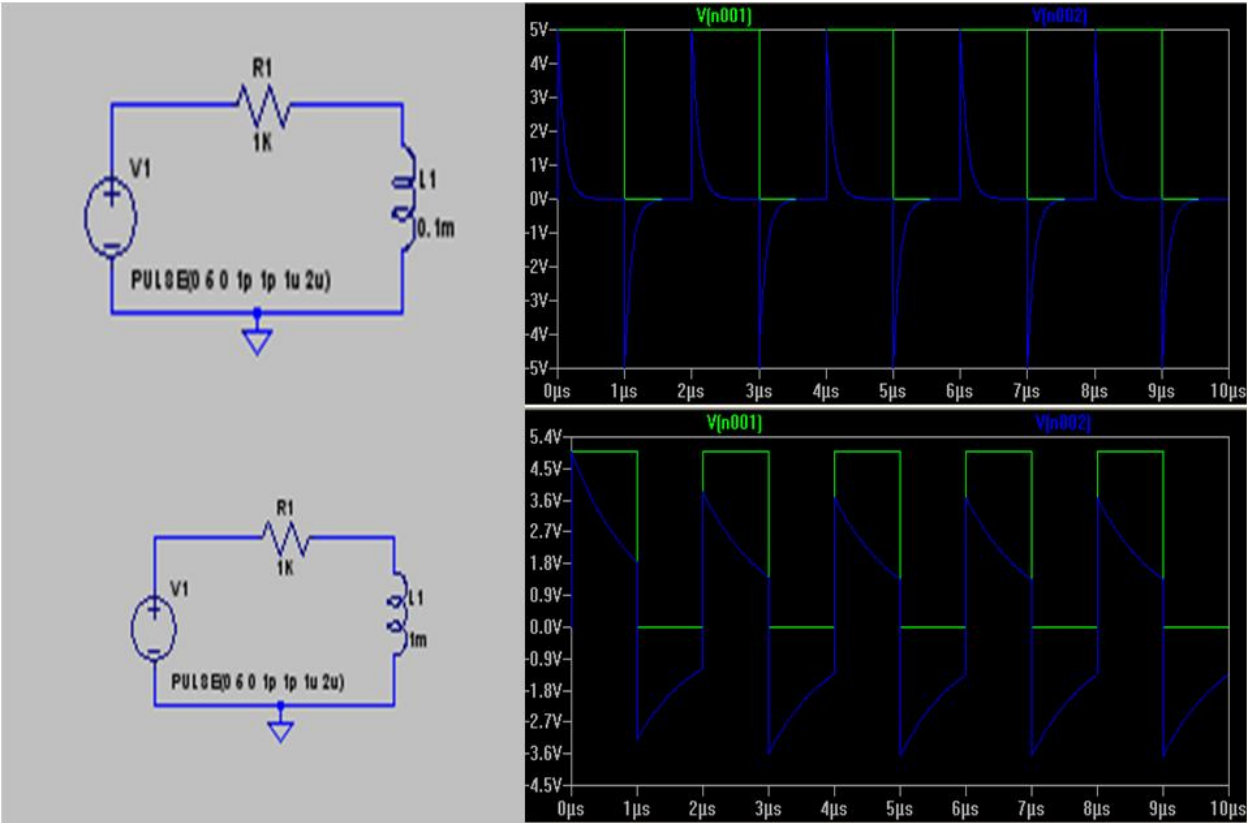 R1
1K
V1
L1
0.1m
PULSE(0 5 0 1p 1p 1u 2u)
V(n001) V(n002)
5V
4V
3V
2V
1V
0V
-1V
-2V
-3V
-4V
-5V
0µs 1µs 2µs 3µs 4µs 5µs 6µs 7µs 8µs 9µs 10µs
R1
1K
V1
L1
1m
PULSE(0 5 0 1p 1p 1u 2u)
V(n001) V(n002)
5.4V
4.5V
3.6V
2.7V
1.8V
0.9V
0.0V
-0.9V
-1.8V
-2.7V
-3.6V
-4.5V
0µs 1µs 2µs 3µs 4µs 5µs 6µs 7µs 8µs 9µs 10µs